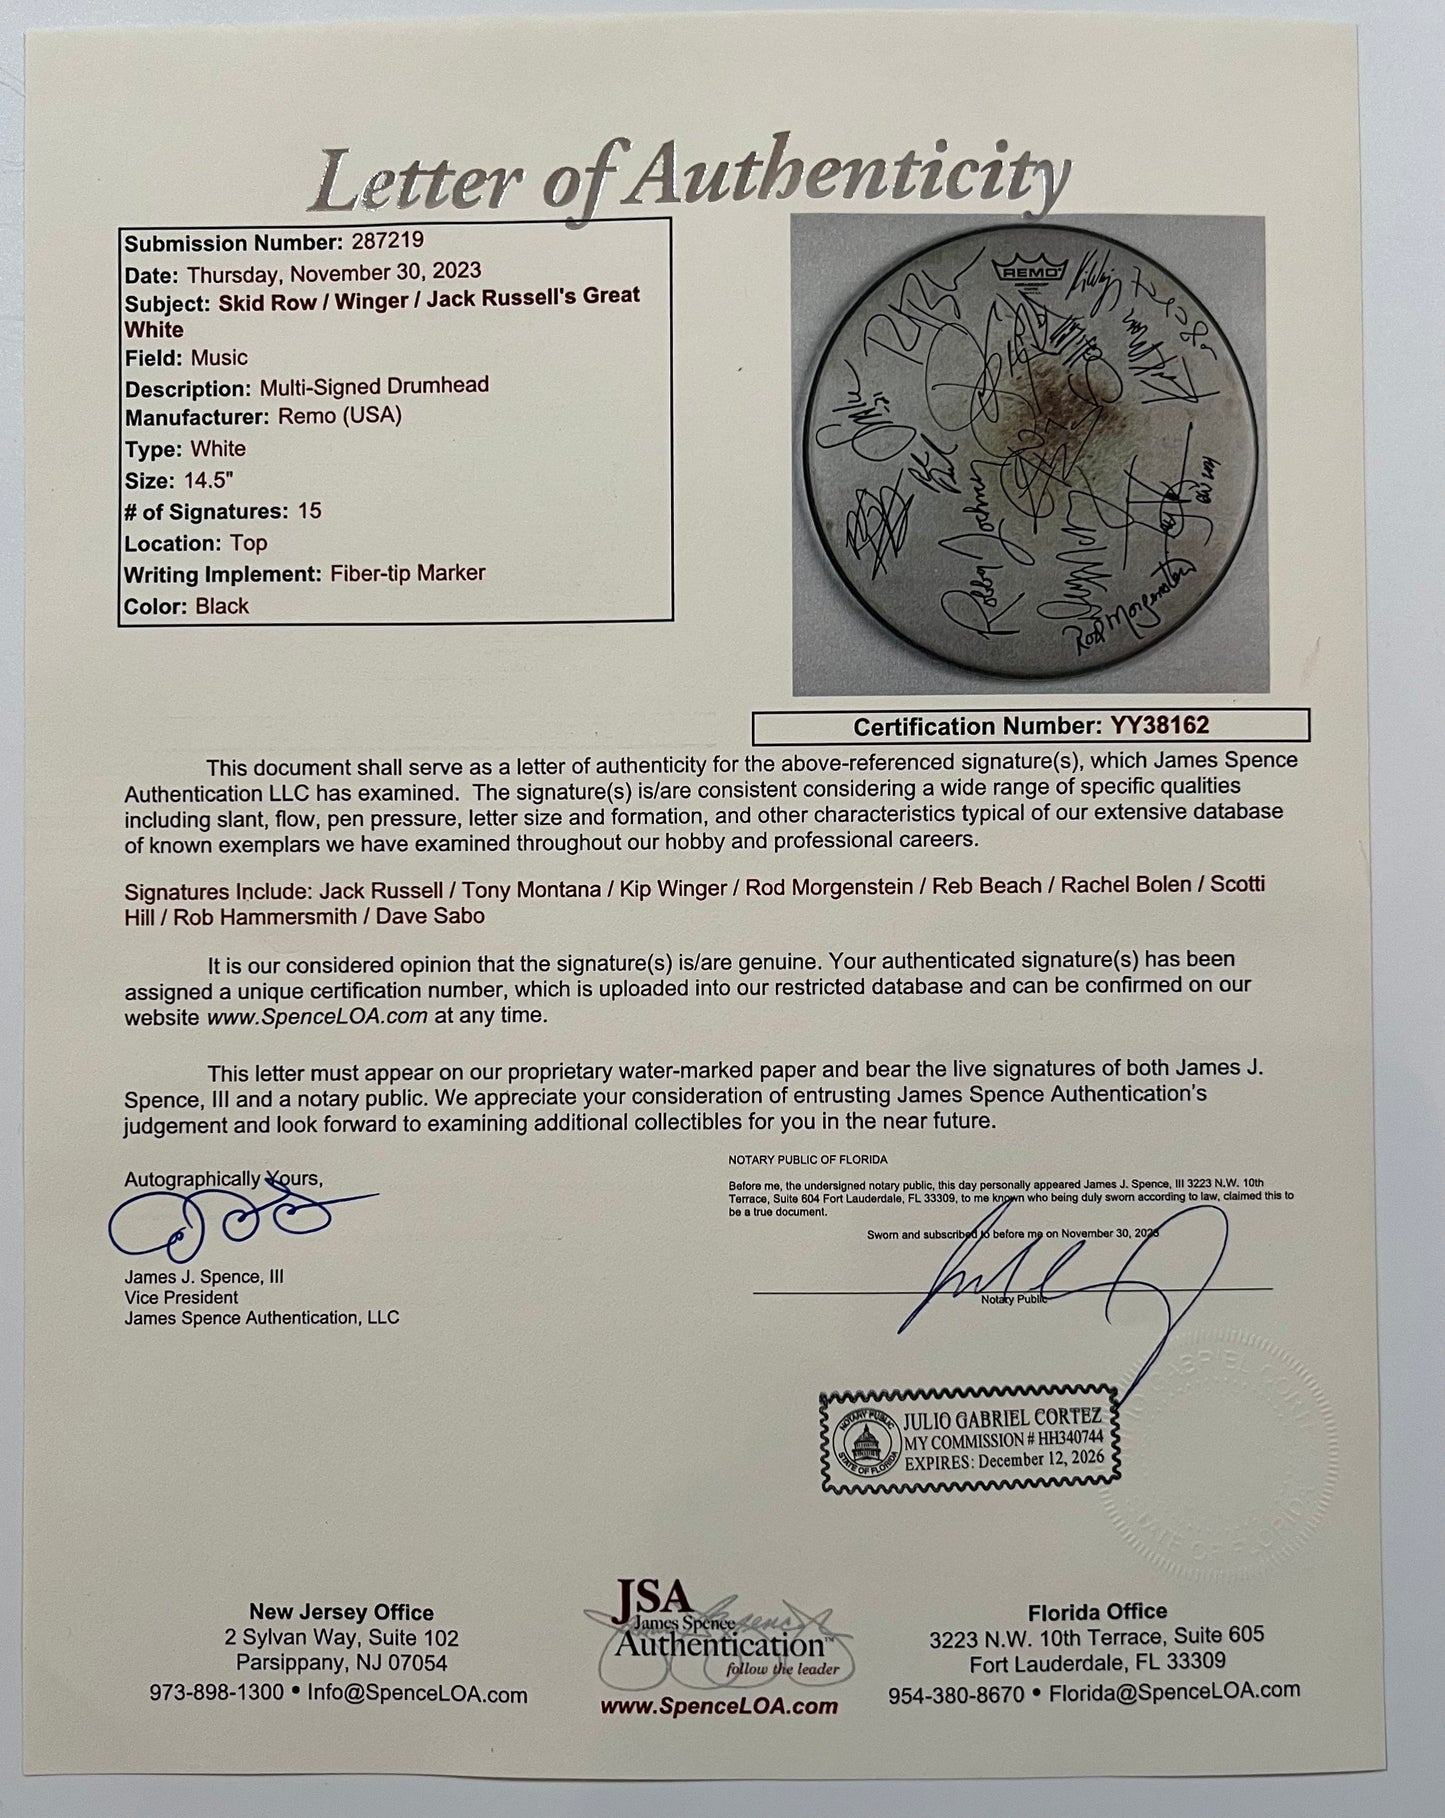 Letter of Authenticity
Submission Number: 287219
Date: Thursday, November 30, 2023
Subject: Skid Row / Winger / Jack Russell's Great
White
Field: Music
Description: Multi-Signed Drumhead
Manufacturer: Remo (USA)
Type: White
Size: 14.5"
# of Signatures: 15
Location: Top
Writing Implement: Fiber-tip Marker
Color: Black
REMO
Robby Lochner
Rod Morgenstein
Certification Number: YY38162
This document shall serve as a letter of authenticity for the above-referenced signature(s), which James Spence
Authentication LLC has examined. The signature(s) is/are consistent considering a wide range of specific qualities
including slant, flow, pen pressure, letter size and formation, and other characteristics typical of our extensive database
of known exemplars we have examined throughout our hobby and professional careers.
Signatures Include: Jack Russell / Tony Montana / Kip Winger / Rod Morgenstein / Reb Beach / Rachel Bolen / Scotti
Hill / Rob Hammersmith / Dave Sabo
It is our considered opinion that the signature(s) is/are genuine. Your authenticated signature(s) has been
assigned a unique certification number, which is uploaded into our restricted database and can be confirmed on our
website www.SpenceLOA.com at any time.
This letter must appear on our proprietary water-marked paper and bear the live signatures of both James J.
Spence, III and a notary public. We appreciate your consideration of entrusting James Spence Authentication's
judgement and look forward to examining additional collectibles for you in the near future.
Autographically Yours,
James J. Spence, III
Vice President
James Spence Authentication, LLC
NOTARY PUBLIC OF FLORIDA
Before me, the undersigned notary public, this day personally appeared James J. Spence, III 3223 N.W. 10th
Terrace, Suite 604 Fort Lauderdale, FL 33309, to me known who being duly sworn according to law, claimed this to
be a true document.
Sworn and subscribed to before me on November 30, 2023
Notary Public
NOTARY PUBLIC
STATE OF FLORIDA
JULIO GABRIEL CORTEZ
MY COMMISSION # HH340744
EXPIRES: December 12, 2026
GABRIEL CORTE
STATE OF FLORIDA
New Jersey Office
2 Sylvan Way, Suite 102
Parsippany, NJ 07054
973-898-1300 • Info@SpenceLOA.com
JSA
James Spence
Authentication™
follow the leader
www.SpenceLOA.com
Florida Office
3223 N.W. 10th Terrace, Suite 605
Fort Lauderdale, FL 33309
954-380-8670 • Florida@SpenceLOA.com